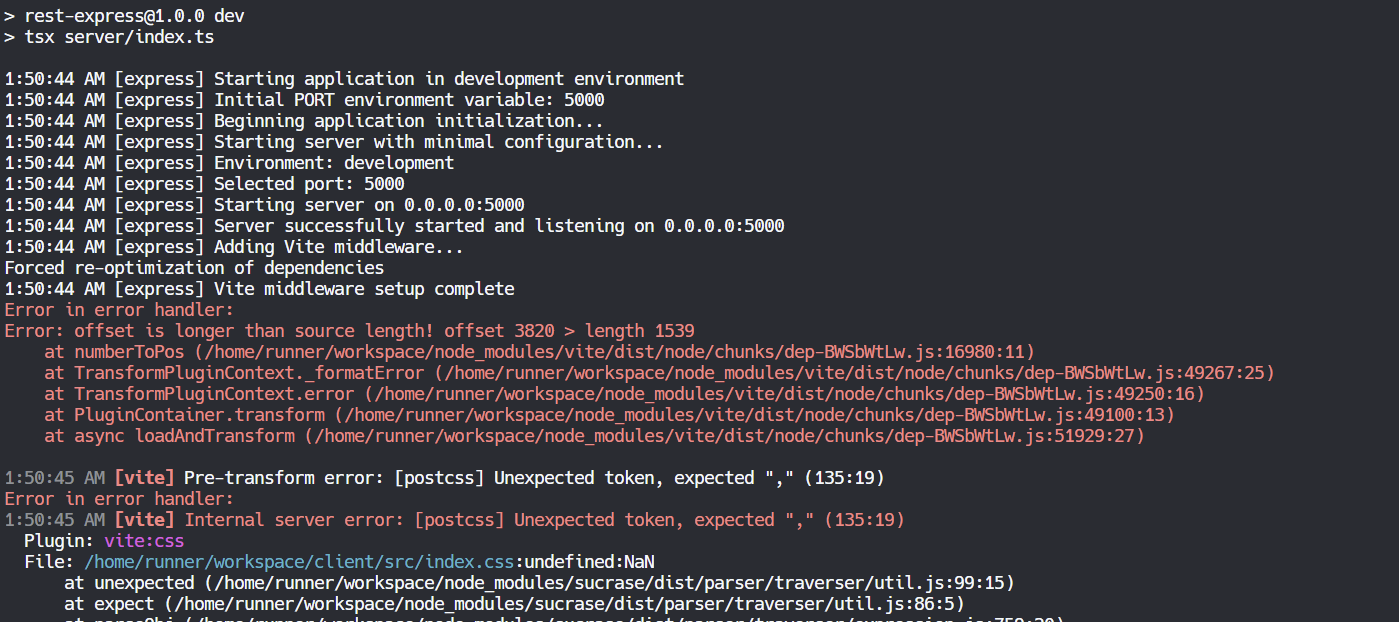 > rest-express@1.0.0 dev
> tsx server/index.ts
1:50:44 AM [express] Starting application in development environment
1:50:44 AM [express] Initial PORT environment variable: 5000
1:50:44 AM [express] Beginning application initialization...
1:50:44 AM [express] Starting server with minimal configuration...
1:50:44 AM [express] Environment: development
1:50:44 AM [express] Selected port: 5000
1:50:44 AM [express] Starting server on 0.0.0.0:5000
1:50:44 AM [express] Server successfully started and listening on 0.0.0.0:5000
1:50:44 AM [express] Adding Vite middleware...
Forced re-optimization of dependencies
1:50:44 AM [express] Vite middleware setup complete
Error in error handler:
Error: offset is longer than source length! offset 3820 > length 1539
at numberToPos (/home/runner/workspace/node_modules/vite/dist/node/chunks/dep-BWSbWtLw.js:16980:11)
at TransformPluginContext._formatError (/home/runner/workspace/node_modules/vite/dist/node/chunks/dep-BWSbWtLw.js:49267:25)
at TransformPluginContext.error (/home/runner/workspace/node_modules/vite/dist/node/chunks/dep-BWSbWtLw.js:49250:16)
at PluginContainer.transform (/home/runner/workspace/node_modules/vite/dist/node/chunks/dep-BWSbWtLw.js:49100:13)
at async loadAndTransform (/home/runner/workspace/node_modules/vite/dist/node/chunks/dep-BWSbWtLw.js:51929:27)
1:50:45 AM [vite] Pre-transform error: [postcss] Unexpected token, expected "," (135:19)
Error in error handler:
1:50:45 AM [vite] Internal server error: [postcss] Unexpected token, expected "," (135:19)
Plugin: vite:css
File: /home/runner/workspace/client/src/index.css:undefined:NaN
at unexpected (/home/runner/workspace/node_modules/sucrase/dist/parser/traverser/util.js:99:15)
at expect (/home/runner/workspace/node_modules/sucrase/dist/parser/traverser/util.js:86:5)